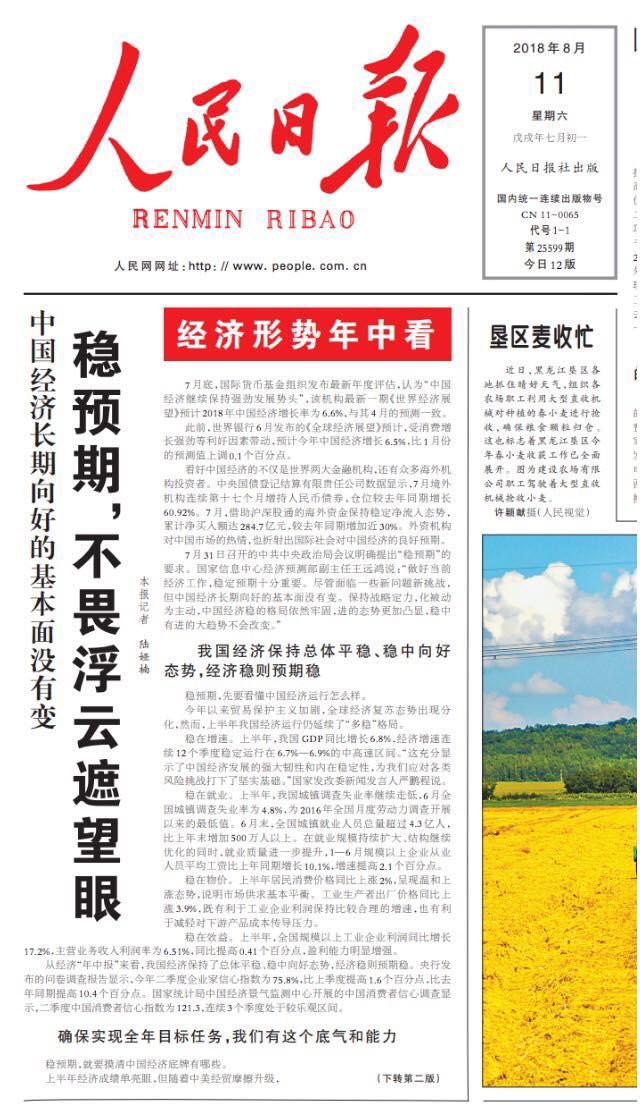 人民日报
RENMIN RIBAO
人民网网址:http://www.people.com.cn
2018年8月
11
星期六
戊戌年七月初一
人民日报社出版
国内统一连续出版物号
CN 11-0065
代号1-1
第25599期
今日12版
中国经济长期向好的基本面没有变
稳预期,不畏浮云遮望眼
本报记者 陆娅楠
经济形势年中看
7月底,国际货币基金组织发布最新年度评估,认为“中国
经济继续保持强劲发展势头”,该机构最新一期《世界经济展
望》预计2018年中国经济增长率为6.6%,与其4月的预测一致。
此前,世界银行6月发布的《全球经济展望》预计,受消费增
长强劲等利好因素带动,预计今年中国经济增长6.5%,比1月份
的预测值上调0.1个百分点。
看好中国经济的不仅是世界两大金融机构,还有众多海外机
构投资者。中央国债登记结算有限责任公司数据显示,7月境外
机构连续第十七个月增持人民币债券,仓位较去年同期增长
60.92%。7月,借助沪深股通的海外资金保持稳定净流入态势,
累计净买入额达284.7亿元,较去年同期增加近30%。外资机构
对中国市场的热情,也折射出国际社会对中国经济的良好预期。
7月31日召开的中共中央政治局会议明确提出“稳预期”的
要求。国家信息中心经济预测部副主任王远鸿说:“做好当前
经济工作,稳定预期十分重要。尽管面临一些新问题新挑战,
但中国经济长期向好的基本面没有变。保持战略定力,化被动
为主动,中国经济稳的格局依然牢固,进的态势更加凸显,稳中
有进的大趋势不会改变。”
我国经济保持总体平稳、稳中向好
态势,经济稳则预期稳
稳预期,先要看懂中国经济运行怎么样。
今年以来贸易保护主义加剧,全球经济复苏态势出现分
化,然而,上半年我国经济运行仍延续了“多稳”格局。
稳在增速。上半年,我国GDP同比增长6.8%,经济增速连
续12个季度稳定运行在6.7%—6.9%的中高速区间。“这充分显
示了中国经济发展的强大韧性和内在稳定性,为我们应对各类
风险挑战打下了坚实基础。”国家发改委新闻发言人严鹏程说。
稳在就业。上半年,我国城镇调查失业率继续走低,6月全
国城镇调查失业率为4.8%,为2016年全国月度劳动力调查开展
以来的最低值。6月末,全国城镇就业人员总量超过4.3亿人,
比上年末增加500万人以上。在就业规模持续扩大、结构继续
优化的同时,就业质量进一步提升,1—6月规模以上企业从业
人员平均工资比上年同期增长10.1%,增速提高2.1个百分点。
稳在物价。上半年居民消费价格同比上涨2%,呈现温和上
涨态势,说明市场供求基本平衡。工业生产者出厂价格同比上
涨3.9%,既有利于工业企业利润保持比较合理的增速,也有利
于减轻对下游产品成本传导压力。
稳在效益。上半年,全国规模以上工业企业利润同比增长
17.2%,主营业务收入利润率为6.51%,同比提高0.41个百分点,盈利能力明显增强。
从经济“年中报”来看,我国经济保持了总体平稳、稳中向好态势,经济稳则预期稳。央行发
布的问卷调查报告显示,今年二季度企业家信心指数为75.8%,比上季度提高1.6个百分点,比去
年同期提高10.4个百分点。国家统计局中国经济景气监测中心开展的中国消费者信心调查显
示,二季度中国消费者信心指数为121.3,连续3个季度处于较乐观区间。
确保实现全年目标任务,我们有这个底气和能力
稳预期,就要摸清中国经济底牌有哪些。
上半年经济成绩单亮眼,但随着中美经贸摩擦升级,
(下转第二版)
垦区麦收忙
近日,黑龙江垦区各
地抓住晴好天气,组织各
农场职工利用大型直收机
械对种植的春小麦进行抢
收,确保粮食颗粒归仓。
这也标志着黑龙江垦区今
年春小麦收获工作已全面
展开。图为建设农场有限
公司职工驾驶着大型直收
机械抢收小麦。
许颖献摄(人民视觉)